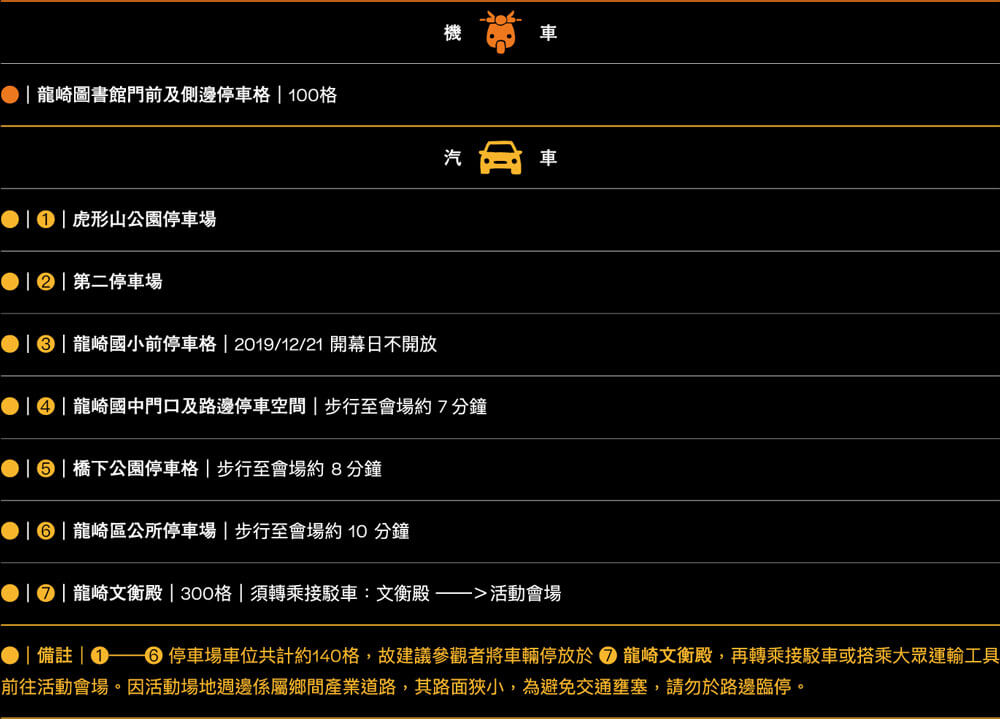 機 車
｜龍崎圖書館門前及側邊停車格｜100格
汽 車
｜1｜虎形山公園停車場
｜2｜第二停車場
｜3｜龍崎國小前停車格｜2019/12/21 開幕日不開放
｜4｜龍崎國中門口及路邊停車空間｜步行至會場約 7 分鐘
｜5｜橋下公園停車格｜步行至會場約 8 分鐘
｜6｜龍崎區公所停車場｜步行至會場約 10 分鐘
｜7｜龍崎文衡殿｜300格｜須轉乘接駁車：文衡殿 ──＞活動會場
｜備註｜1──6 停車場車位共計約140格，故建議參觀者將車輛停放於 7 龍崎文衡殿，再轉乘接駁車或搭乘大眾運輸工具
前往活動會場。因活動場地週邊係屬鄉間產業道路，其路面狹小，為避免交通壅塞，請勿於路邊臨停。